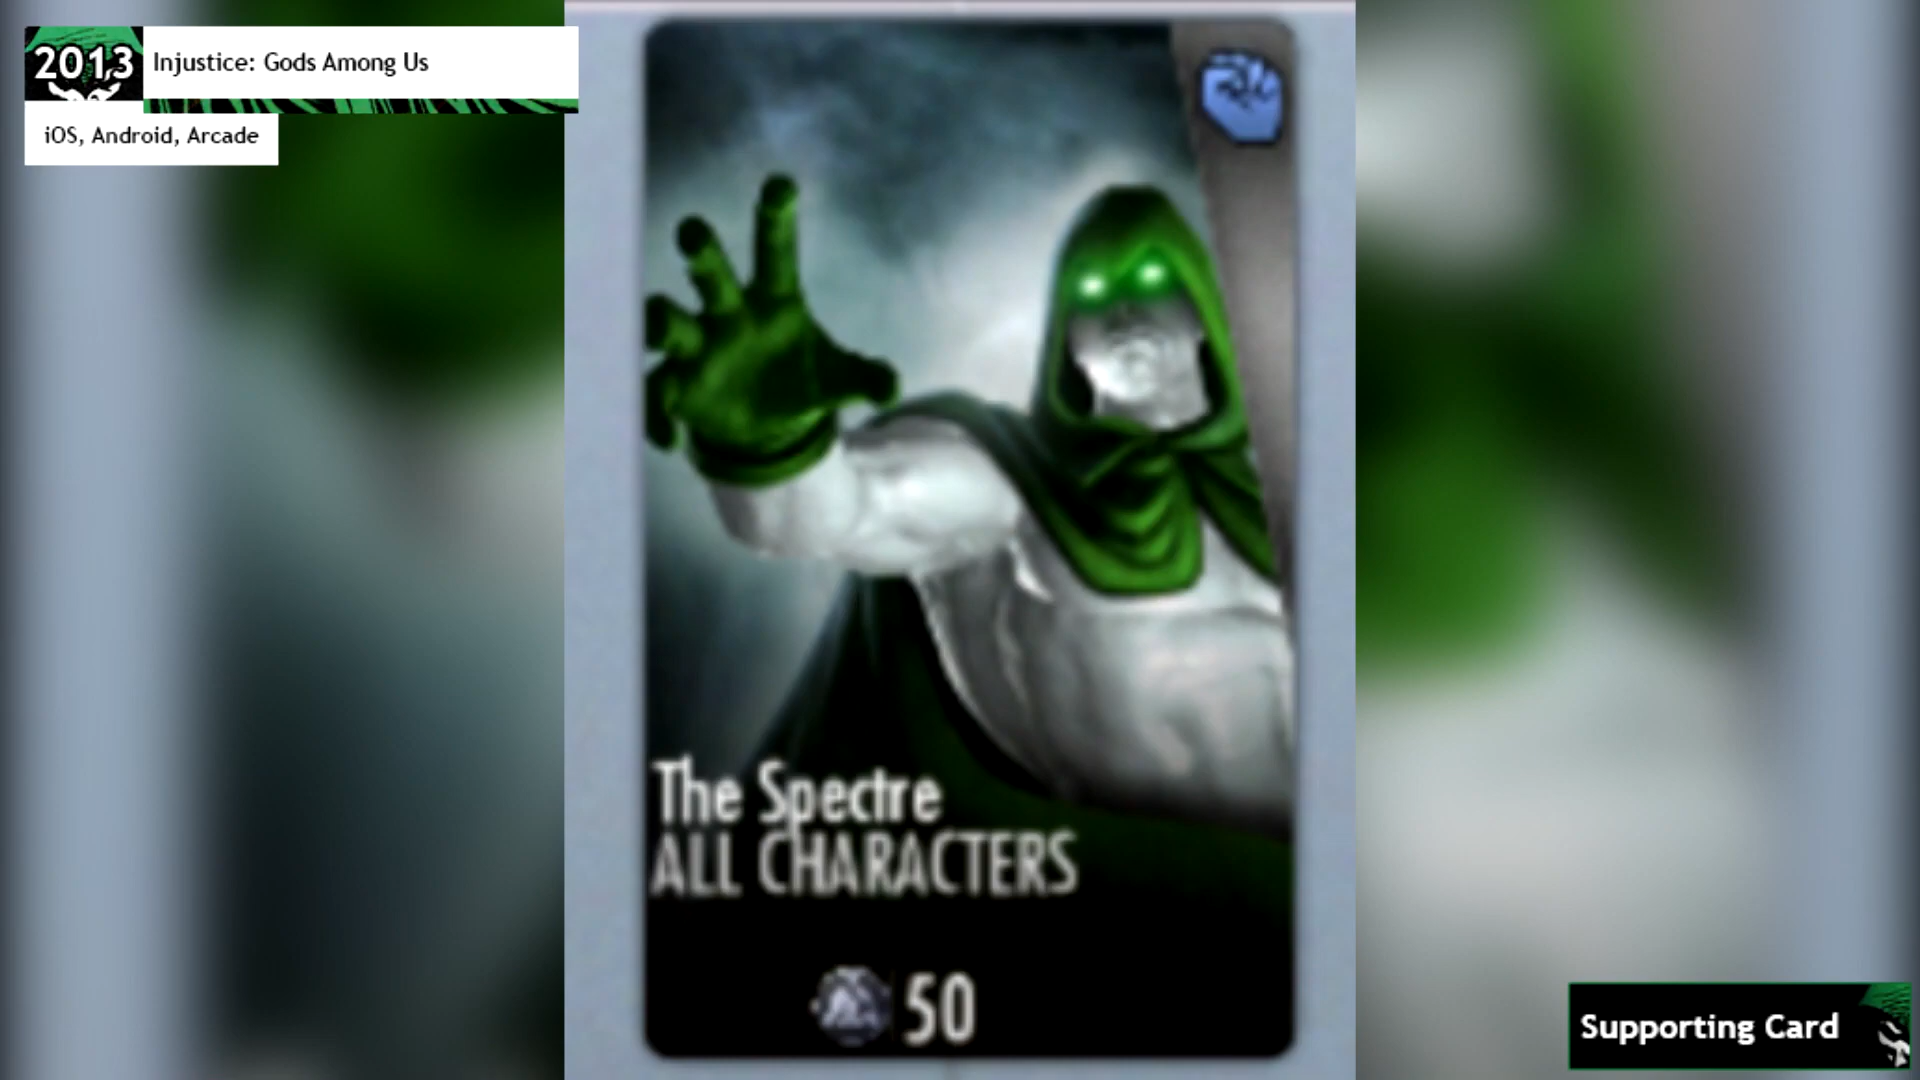 2013
Injustice: Gods Among Us
iOS, Android, Arcade
The Spectre
ALL CHARACTERS
50
Supporting Card